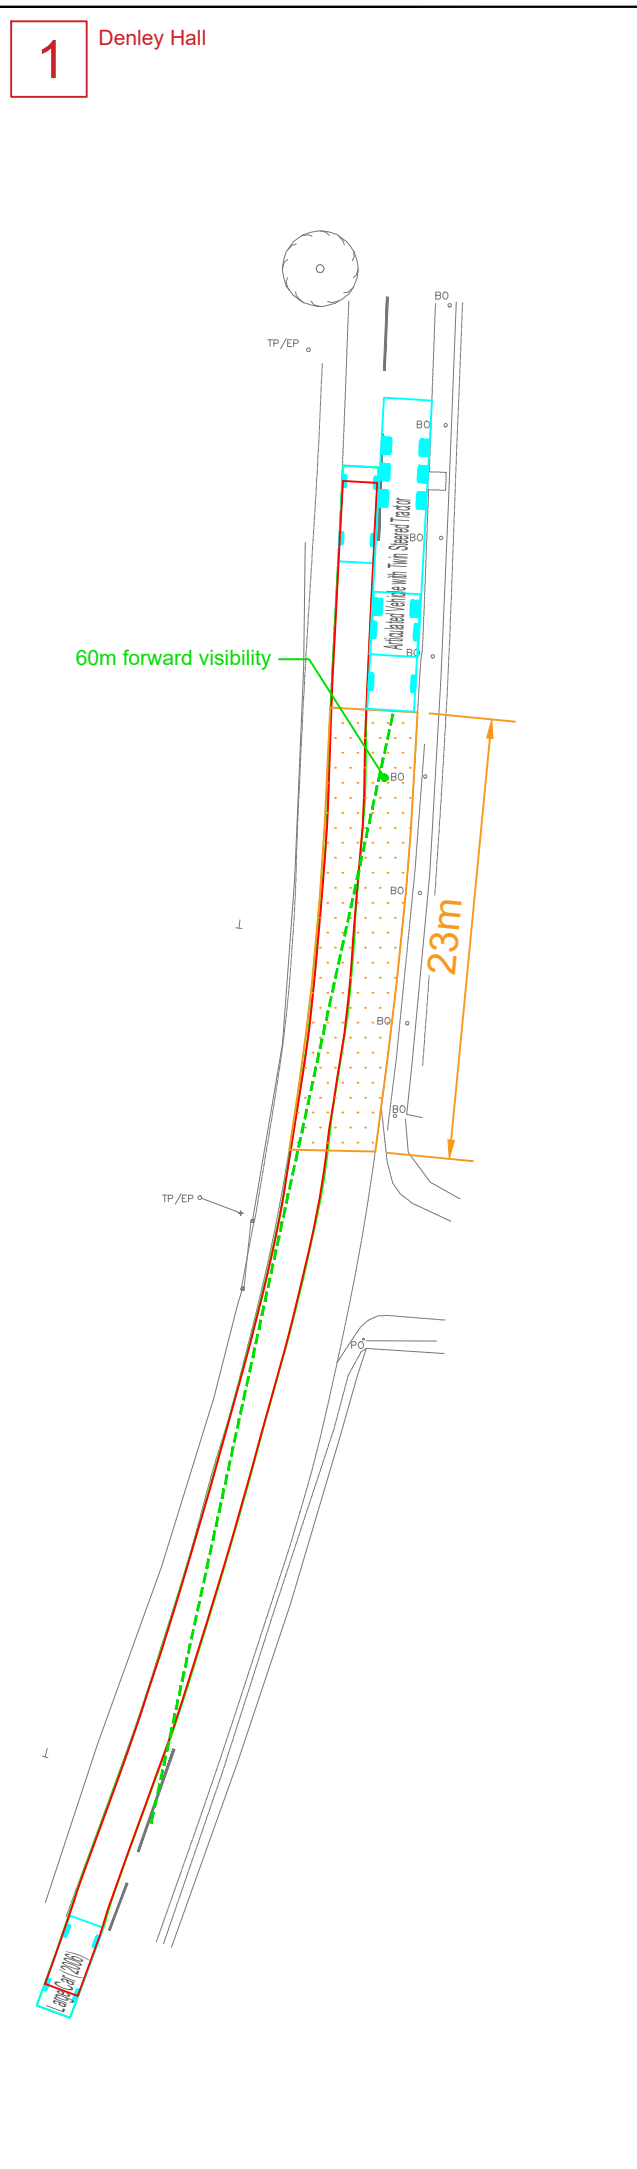 1
Denley Hall
BO
TP/EP
BO
Articulated Vehicle with Twin Steered Tractor
BO
BO
60m forward visibility
BO
BO
23m
BO
BO
TP/EP
PO
Large Car (2006)